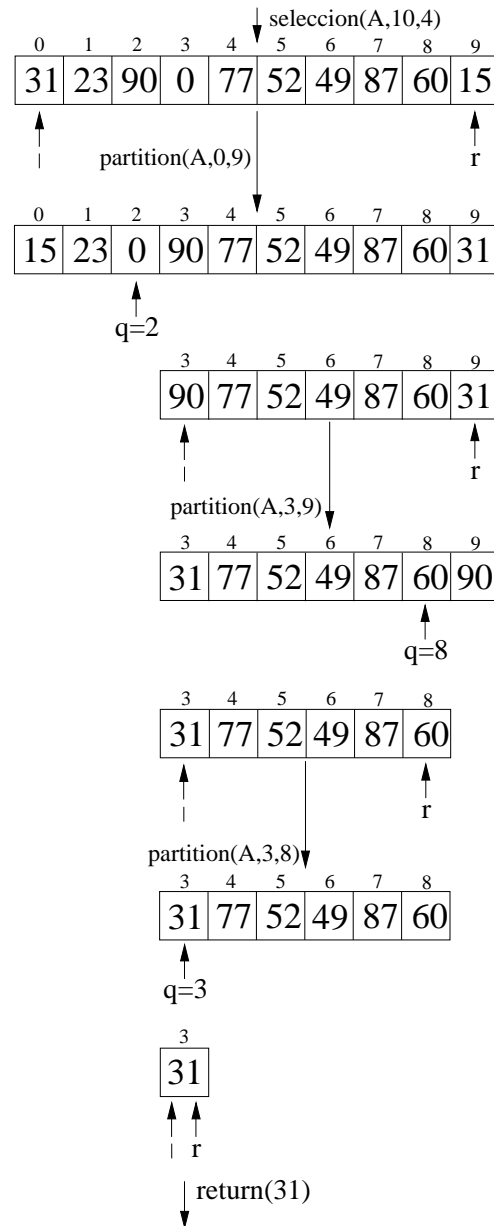 seleccion(A,10,4)
0 1 2 3 4 5 6 7 8 9
31 23 90 0 77 52 49 87 60 15
l r
partition(A,0,9)
0 1 2 3 4 5 6 7 8 9
15 23 0 90 77 52 49 87 60 31
q=2
3 4 5 6 7 8 9
90 77 52 49 87 60 31
l r
partition(A,3,9)
3 4 5 6 7 8 9
31 77 52 49 87 60 90
q=8
3 4 5 6 7 8
31 77 52 49 87 60
l r
partition(A,3,8)
3 4 5 6 7 8
31 77 52 49 87 60
q=3
3
31
l r
return(31)